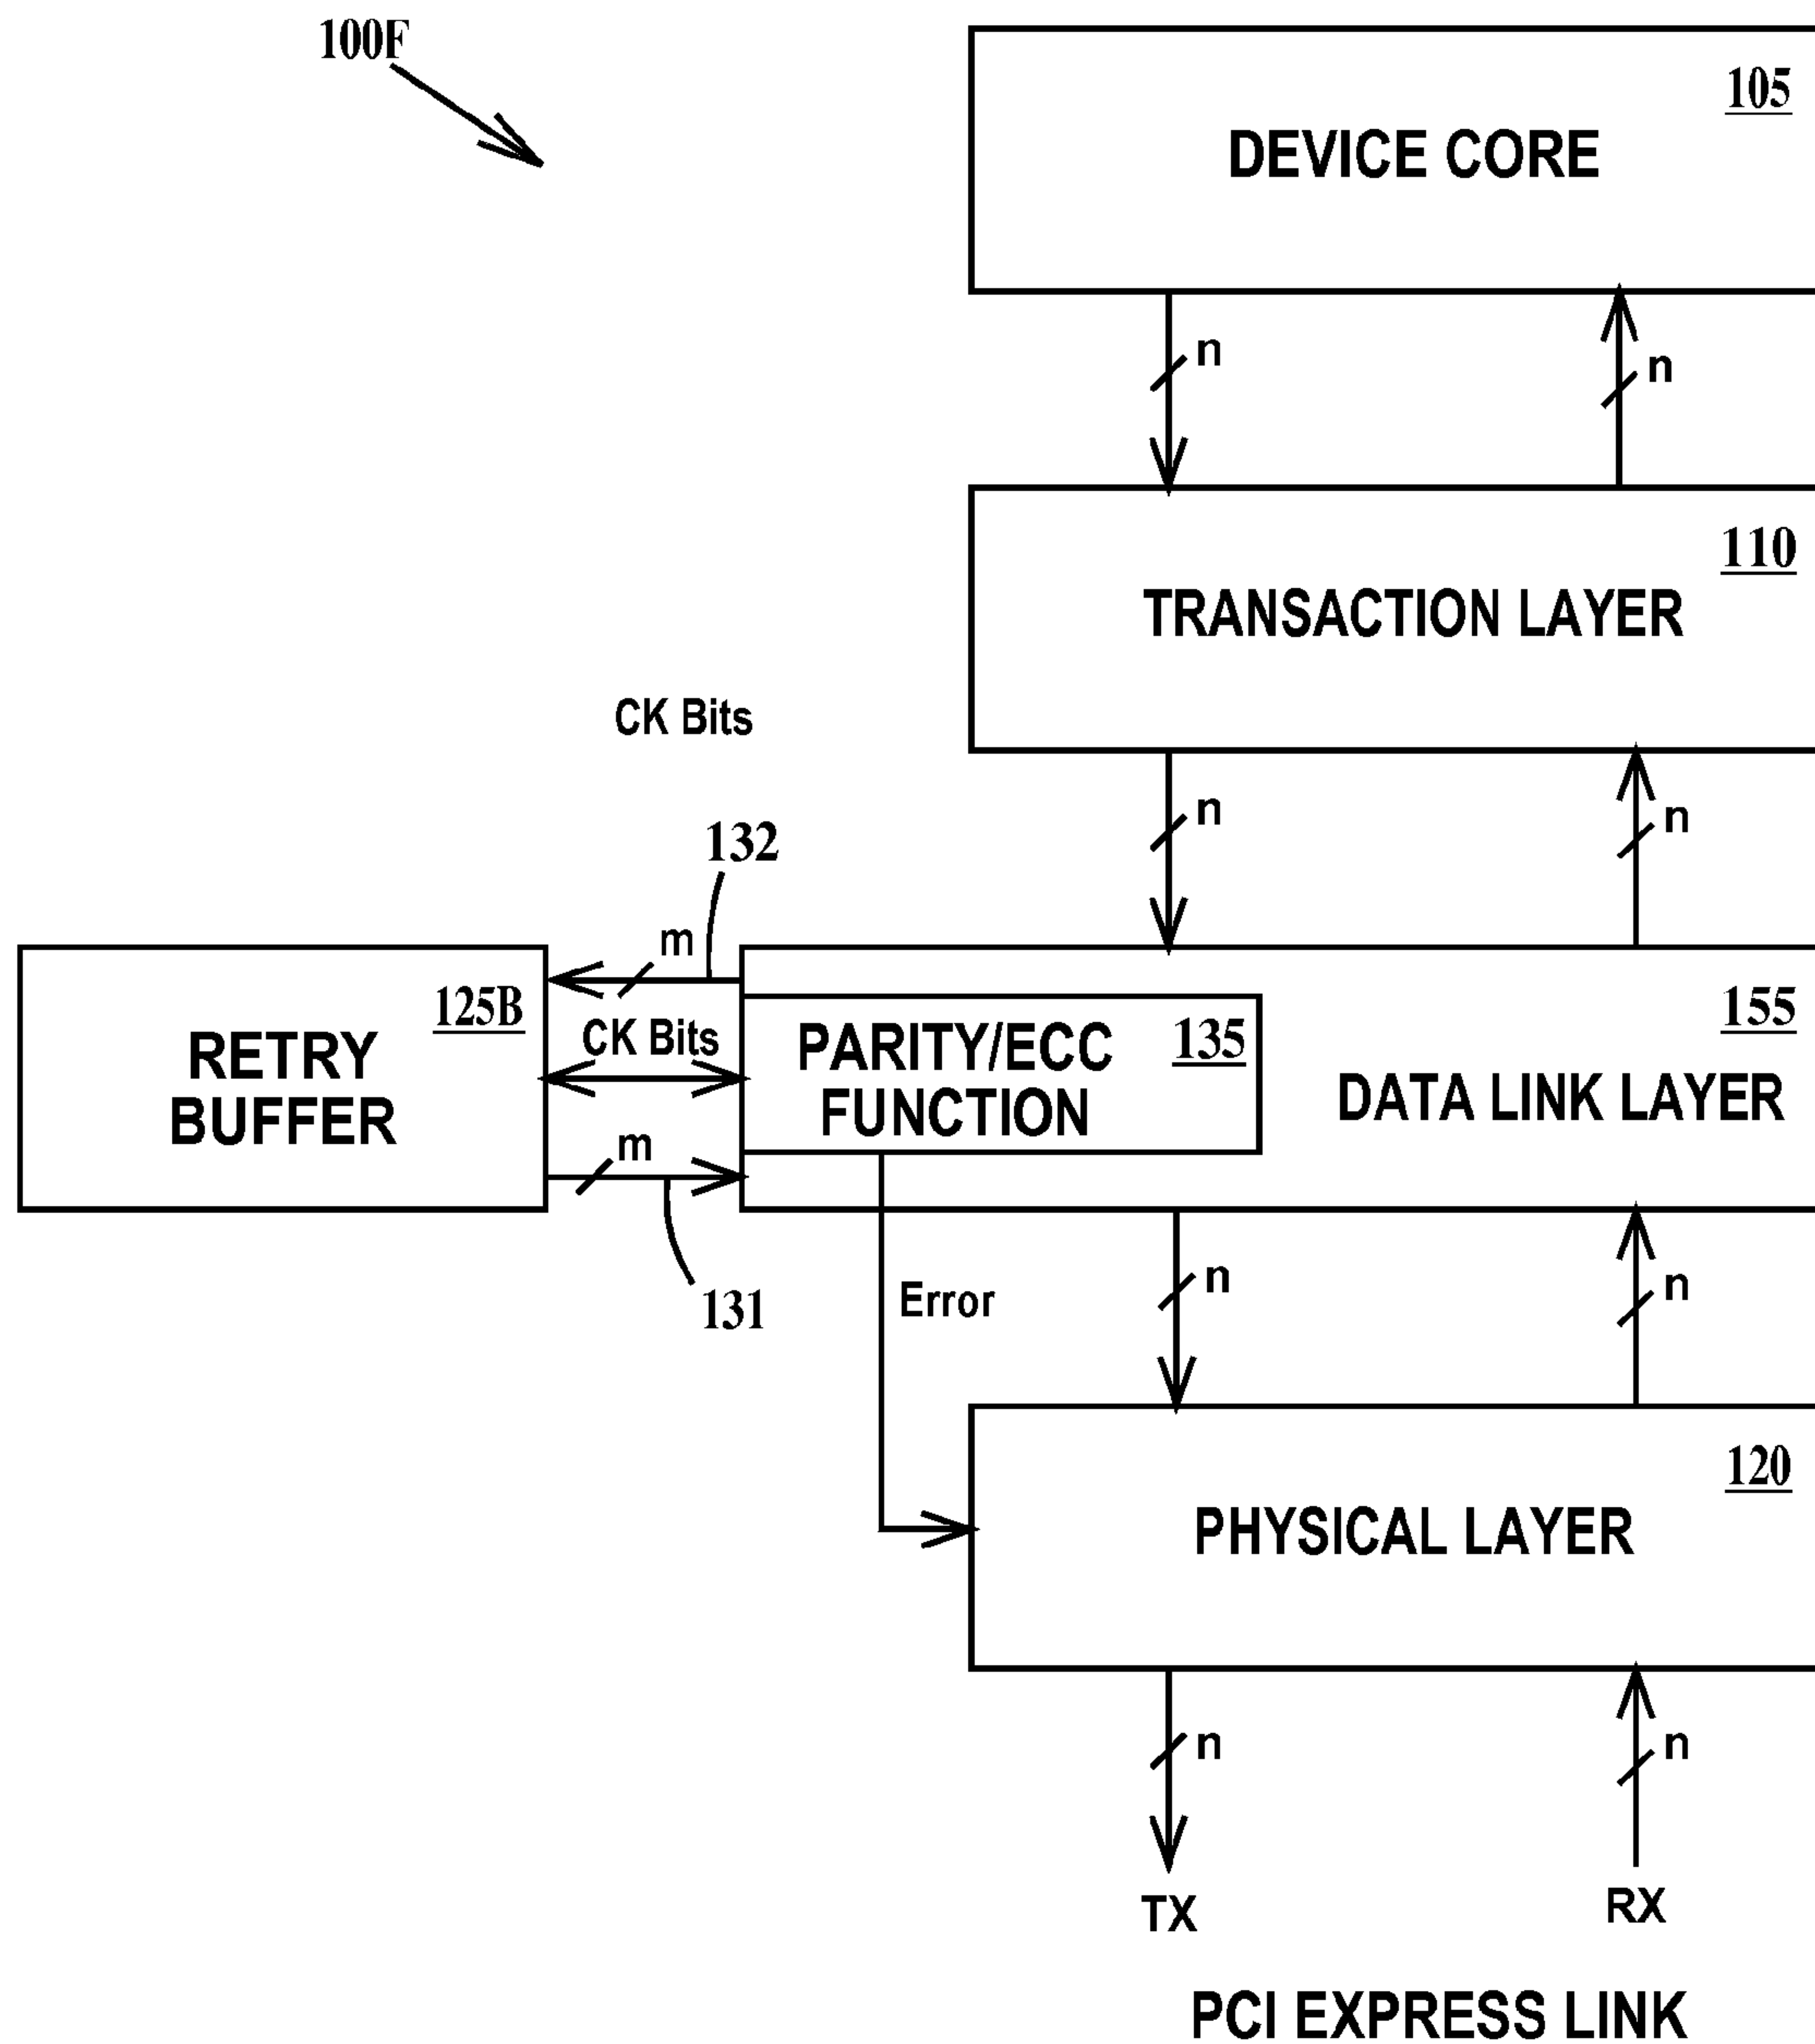 100F
105
DEVICE CORE
n
n
110
TRANSACTION LAYER
CK Bits
n
n
132
m
125B
RETRY
BUFFER
CK Bits
PARITY/ECC
FUNCTION
135
155
DATA LINK LAYER
m
131
Error
n
n
120
PHYSICAL LAYER
n
n
TX
RX
PCI EXPRESS LINK